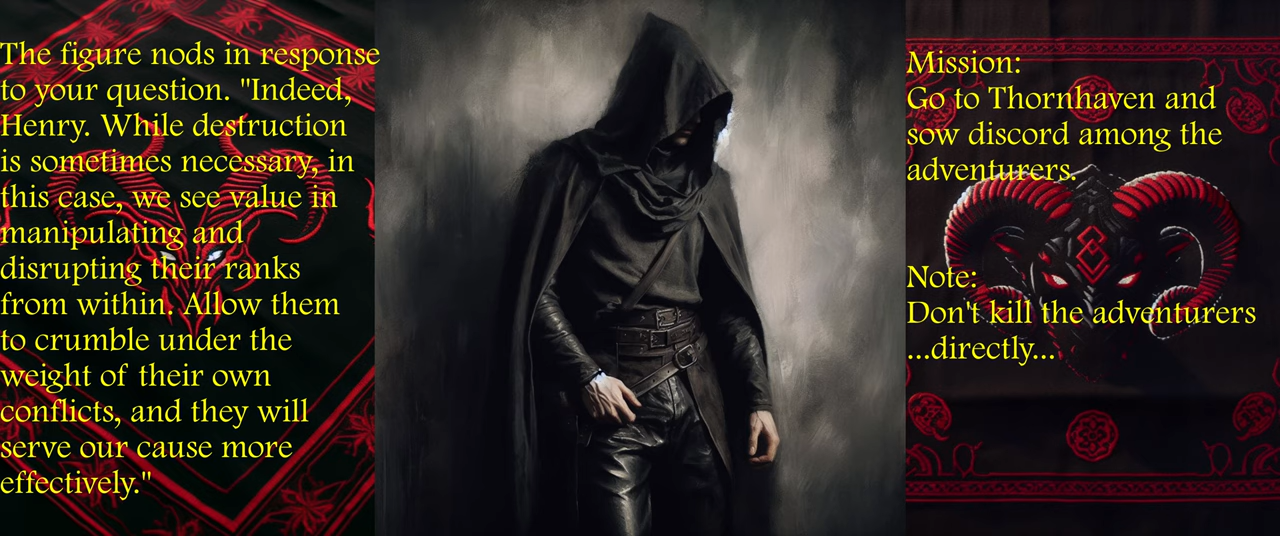 The figure nods in response
to your question. "Indeed,
Henry. While destruction
is sometimes necessary, in
this case, we see value in
manipulating and
disrupting their ranks
from within. Allow them
to crumble under the
weight of their own
conflicts, and they will
serve our cause more
effectively."
Mission:
Go to Thornhaven and
sow discord among the
adventurers.
Note:
Don't kill the adventurers
...directly...